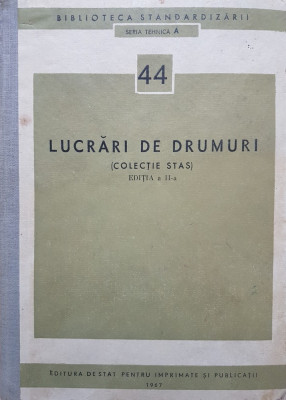 BIBLIOTECA STANDARDIZĂRII
SERIA TEHNICĂ A
44
LUCRĂRI DE DRUMURI
(COLECȚIE STAS)
EDIȚIA a II-a
EDITURA DE STAT PENTRU IMPRIMATE ȘI PUBLICAȚII
1967